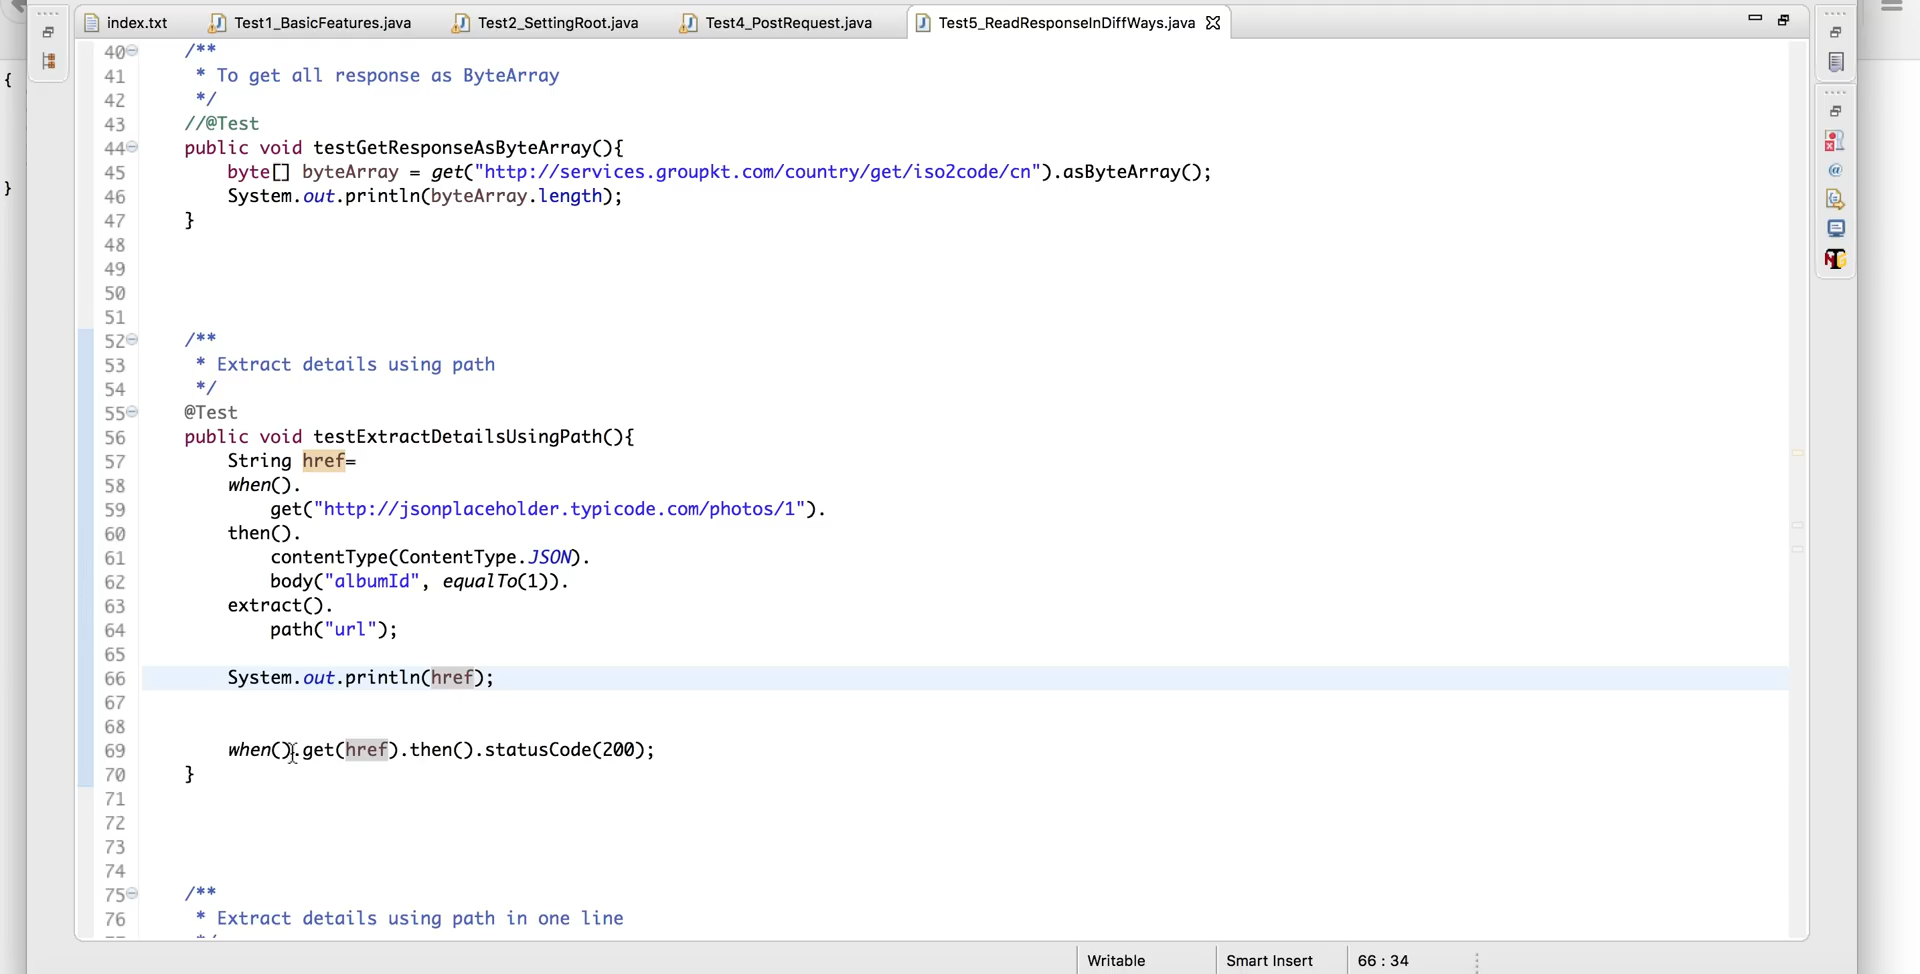 index.txt Test1_BasicFeatures.java Test2_SettingRoot.java Test4_PostRequest.java Test5_ReadResponseInDiffWays.java
{
}
40 /**
41 * To get all response as ByteArray
42 */
43 //@Test
44 public void testGetResponseAsByteArray(){
45 byte[] byteArray = get("http://services.groupkt.com/country/get/iso2code/cn").asByteArray();
46 System.out.println(byteArray.length);
47 }
48
49
50
51
52 /**
53 * Extract details using path
54 */
55 @Test
56 public void testExtractDetailsUsingPath(){
57 String href=
58 when().
59 get("http://jsonplaceholder.typicode.com/photos/1").
60 then().
61 contentType(ContentType.JSON).
62 body("albumId", equalTo(1)).
63 extract().
64 path("url");
65
66 System.out.println(href);
67
68
69 when().get(href).then().statusCode(200);
70 }
71
72
73
74
75 /**
76 * Extract details using path in one line
Writable Smart Insert 66 : 34